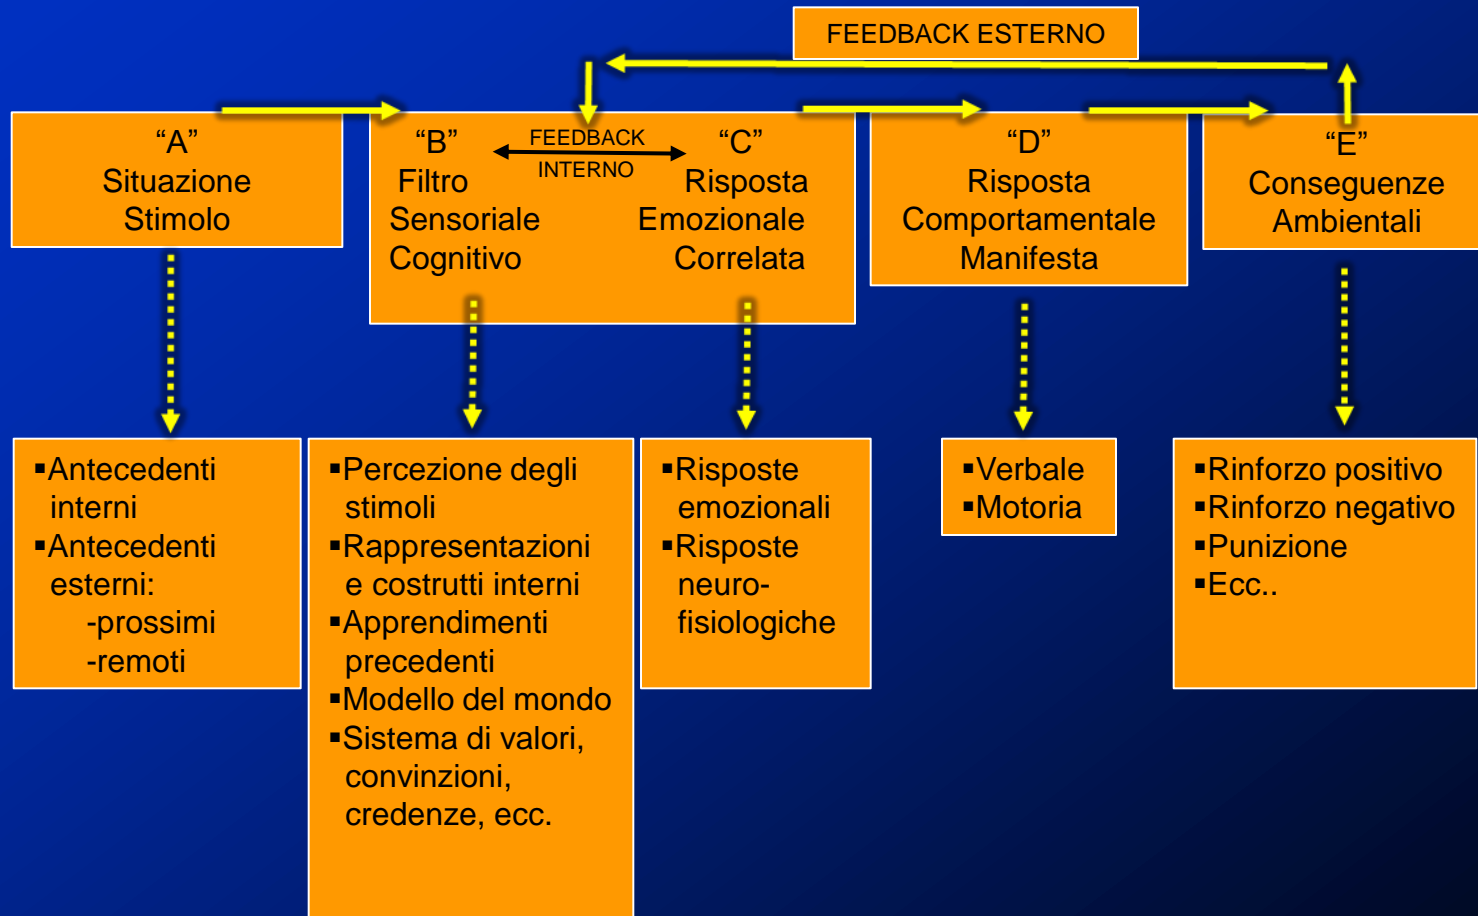 FEEDBACK ESTERNO
“A”
Situazione
Stimolo
“B”
Filtro
Sensoriale
Cognitivo
FEEDBACK
INTERNO
“C”
Risposta
Emozionale
Correlata
“D”
Risposta
Comportamentale
Manifesta
“E”
Conseguenze
Ambientali
▪Antecedenti
interni
▪Antecedenti
esterni:
-prossimi
-remoti
▪Percezione degli
stimoli
▪Rappresentazioni
e costrutti interni
▪Apprendimenti
precedenti
▪Modello del mondo
▪Sistema di valori,
convinzioni,
credenze, ecc.
▪Risposte
emozionali
▪Risposte
neuro-
fisiologiche
▪Verbale
▪Motoria
▪Rinforzo positivo
▪Rinforzo negativo
▪Punizione
▪Ecc..